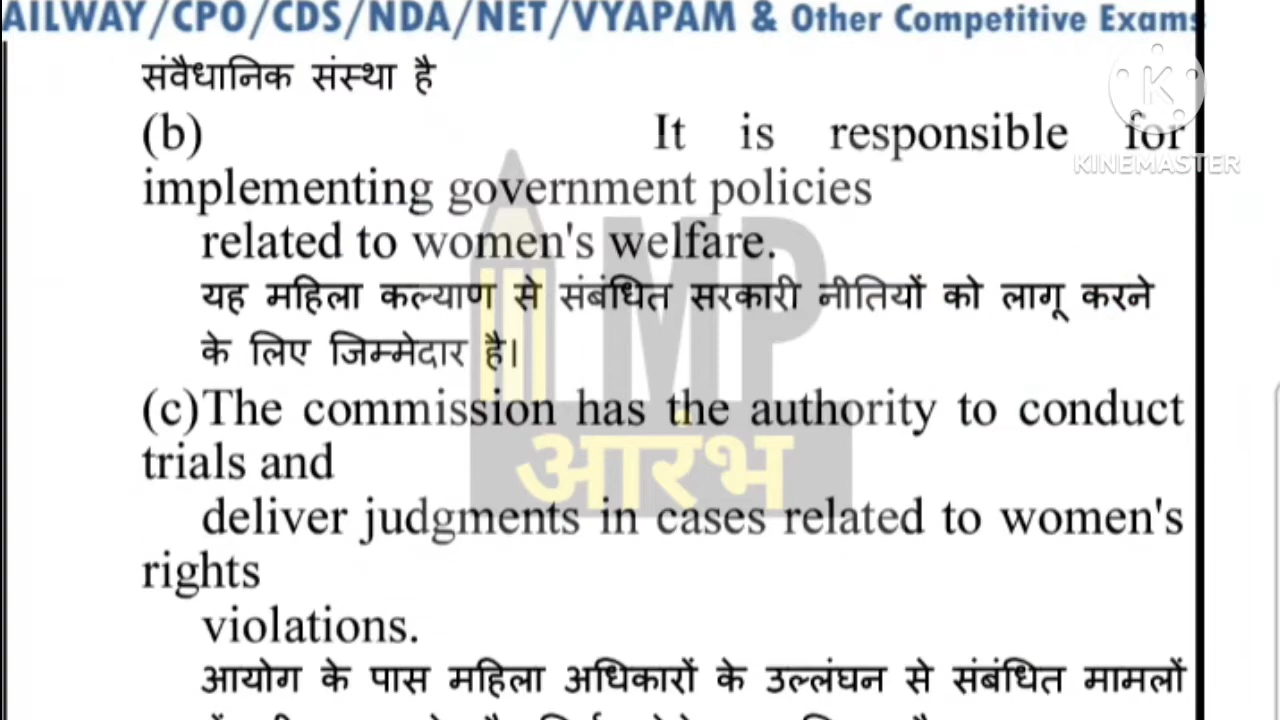 AILWAY/CPO/CDS/NDA/NET/VYAPAM & Other Competitive Exams
संवैधानिक संस्था है
(b) It is responsible for
implementing government policies
related to women's welfare.
यह महिला कल्याण से संबंधित सरकारी नीतियों को लागू करने
के लिए जिम्मेदार है।
(c)The commission has the authority to conduct
trials and
deliver judgments in cases related to women's
rights
violations.
आयोग के पास महिला अधिकारों के उल्लंघन से संबंधित मामलों
K
KINEMASTER
MP
आरंभ